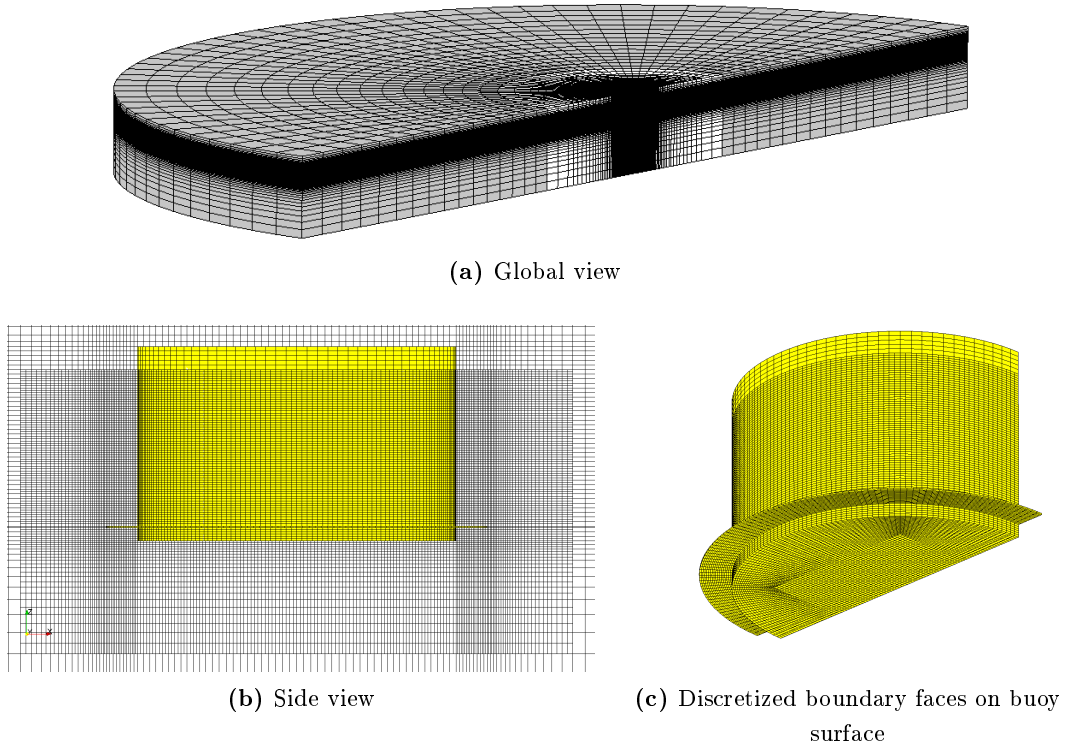 (a) Global view
Z
Y X
(b) Side view
(c) Discretized boundary faces on buoy
surface